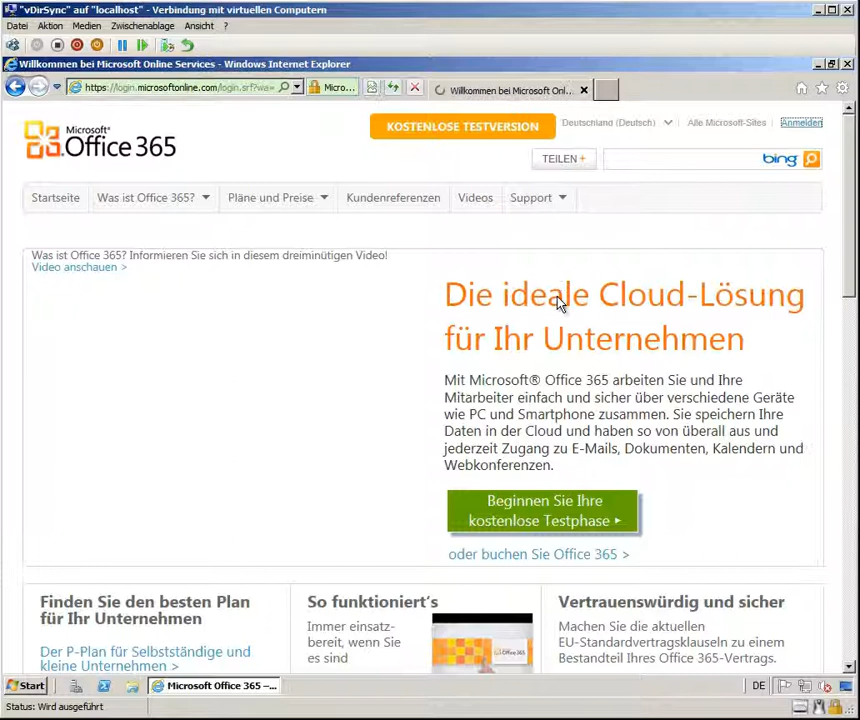 "vDirSync" auf "localhost" - Verbindung mit virtuellen Computern
Datei Aktion Medien Zwischenablage Ansicht ?
Willkommen bei Microsoft Online Services - Windows Internet Explorer
https://login.microsoftonline.com/login.srf?wa= Micro... Willkommen bei Microsoft Onl...
Microsoft®
Office 365
KOSTENLOSE TESTVERSION
Deutschland (Deutsch) Alle Microsoft-Sites Anmelden
TEILEN +
bing
Startseite Was ist Office 365? Pläne und Preise Kundenreferenzen Videos Support
Was ist Office 365? Informieren Sie sich in diesem dreiminütigen Video!
Video anschauen >
Die ideale Cloud-Lösung
für Ihr Unternehmen
Mit Microsoft® Office 365 arbeiten Sie und Ihre
Mitarbeiter einfach und sicher über verschiedene Geräte
wie PC und Smartphone zusammen. Sie speichern Ihre
Daten in der Cloud und haben so von überall aus und
jederzeit Zugang zu E-Mails, Dokumenten, Kalendern und
Webkonferenzen.
Beginnen Sie Ihre
kostenlose Testphase
oder buchen Sie Office 365 >
Finden Sie den besten Plan
für Ihr Unternehmen
Der P-Plan für Selbstständige und
kleine Unternehmen >
So funktioniert's
Immer einsatz-
bereit, wenn Sie
es sind
Office 365
Vertrauenswürdig und sicher
Machen Sie die aktuellen
EU-Standardvertragsklauseln zu einem
Bestandteil Ihres Office 365-Vertrags.
Start Microsoft Office 365 –... DE
Status: Wird ausgeführt